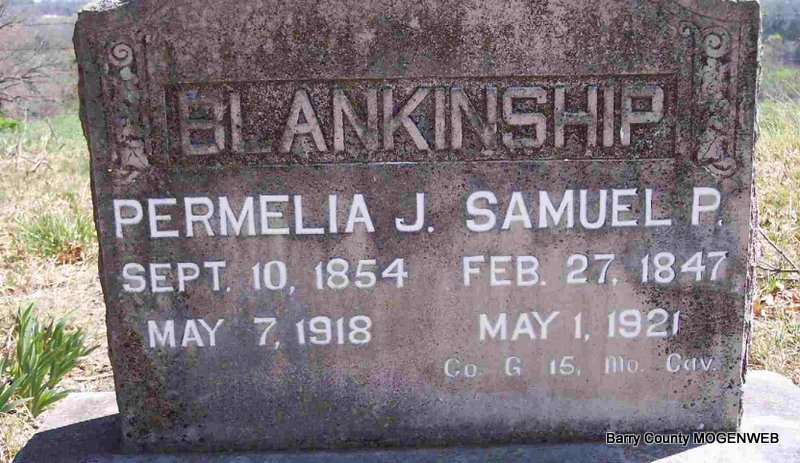 BLANKINSHIP
PERMELIA J. SAMUEL P.
SEPT. 10, 1854 FEB. 27, 1847
MAY 7, 1918 MAY 1, 1921
Co. G 15, Mo. Cav.
Barry County MOGENWEB